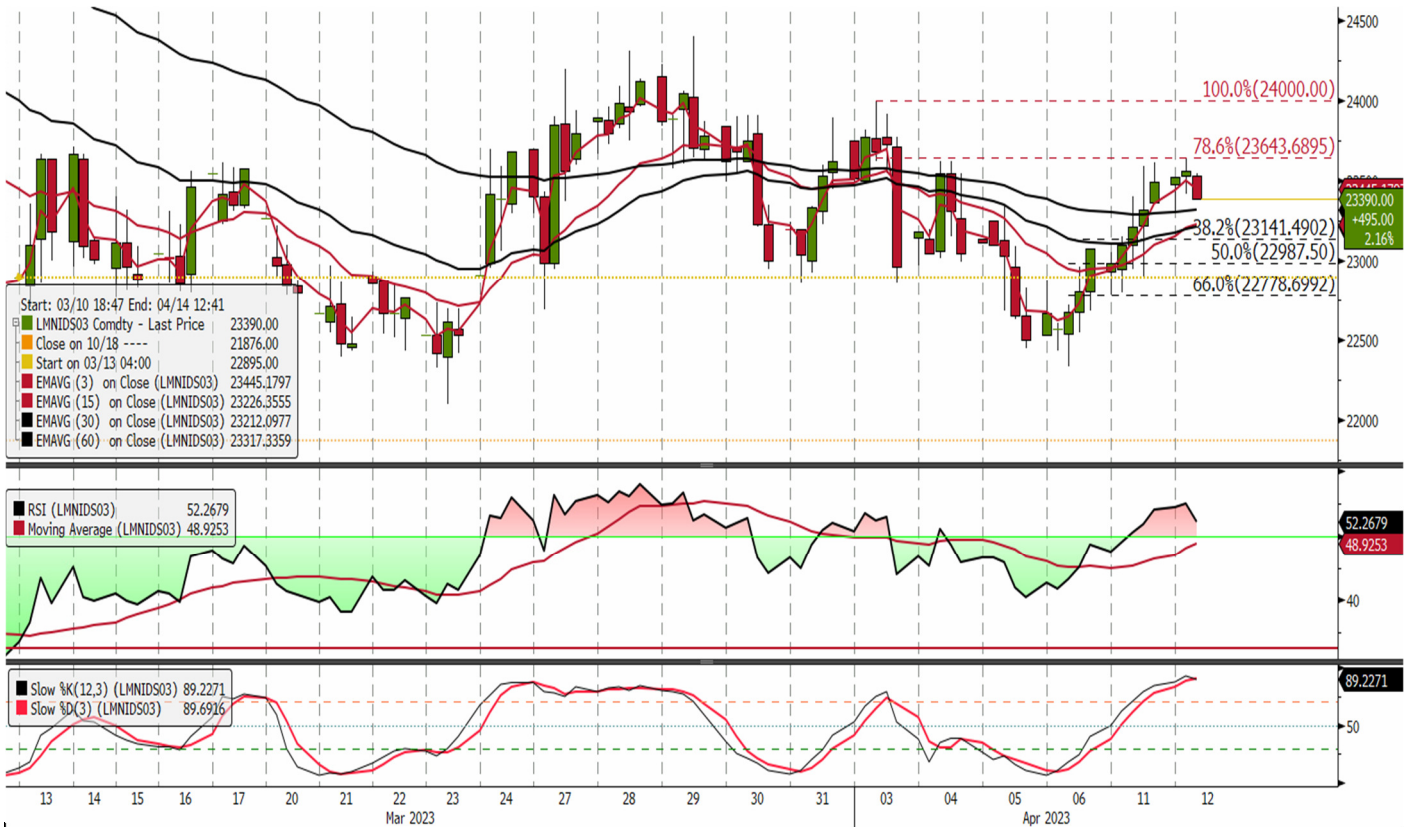 24500
100.0%(24000.00)
24000
78.6%(23643.6895)
23390.00
+495.00
2.16%
38.2%(23141.4902)
50.0%(22987.50)
23000
66.0%(22778.6992)
22500
22000
Start: 03/10 18:47 End: 04/14 12:41
LMNIDS03 Comdty - Last Price 23390.00
Close on 10/18 ---- 21876.00
Start on 03/13 04:00 22895.00
EMAVG (3) on Close (LMNIDS03) 23445.1797
EMAVG (15) on Close (LMNIDS03) 23226.3555
EMAVG (30) on Close (LMNIDS03) 23212.0977
EMAVG (60) on Close (LMNIDS03) 23317.3359
RSI (LMNIDS03) 52.2679
Moving Average (LMNIDS03) 48.9253
52.2679
48.9253
40
Slow %K(12,3) (LMNIDS03) 89.2271
Slow %D(3) (LMNIDS03) 89.6916
89.2271
50
13 14 15 16 17 20 21 22 23 24 27 28 29 30 31 03 04 05 06 11 12
Mar 2023 Apr 2023